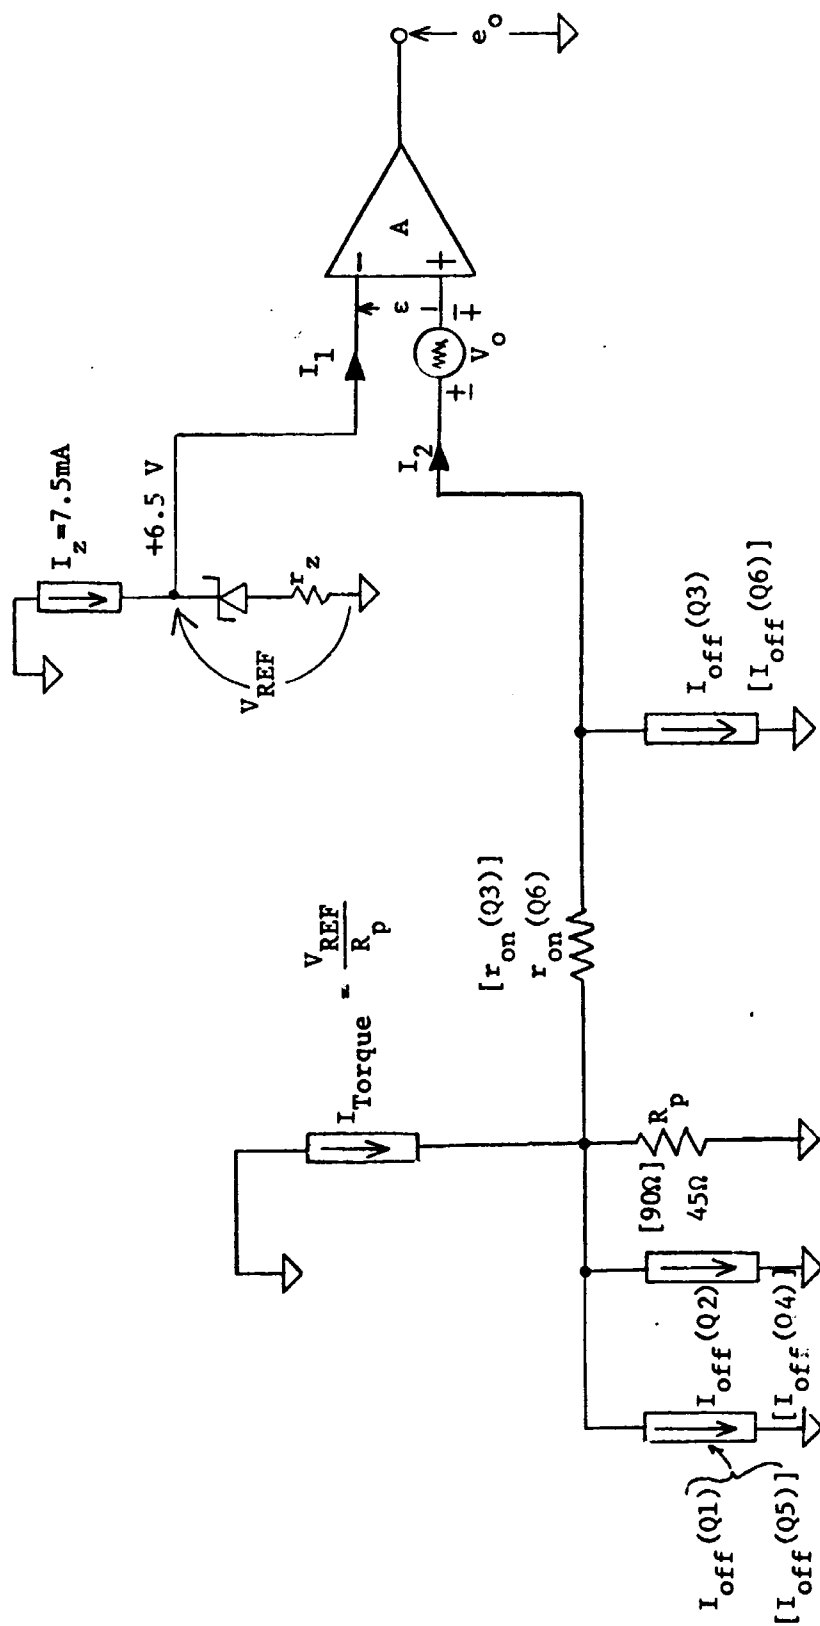 I_off(Q1)
[I_off(Q5)]
I_off(Q2)
[I_off(Q4)]
[90Ω]
45Ω
R_p
I_Torque = V_REF/R_p
[r_on(Q3)]
r_on(Q6)
I_off(Q3)
[I_off(Q6)]
V_REF
I_z=7.5mA
+6.5 V
r_z
I_1
I_2
± V_o ∓
ε
−
+
A
e_o